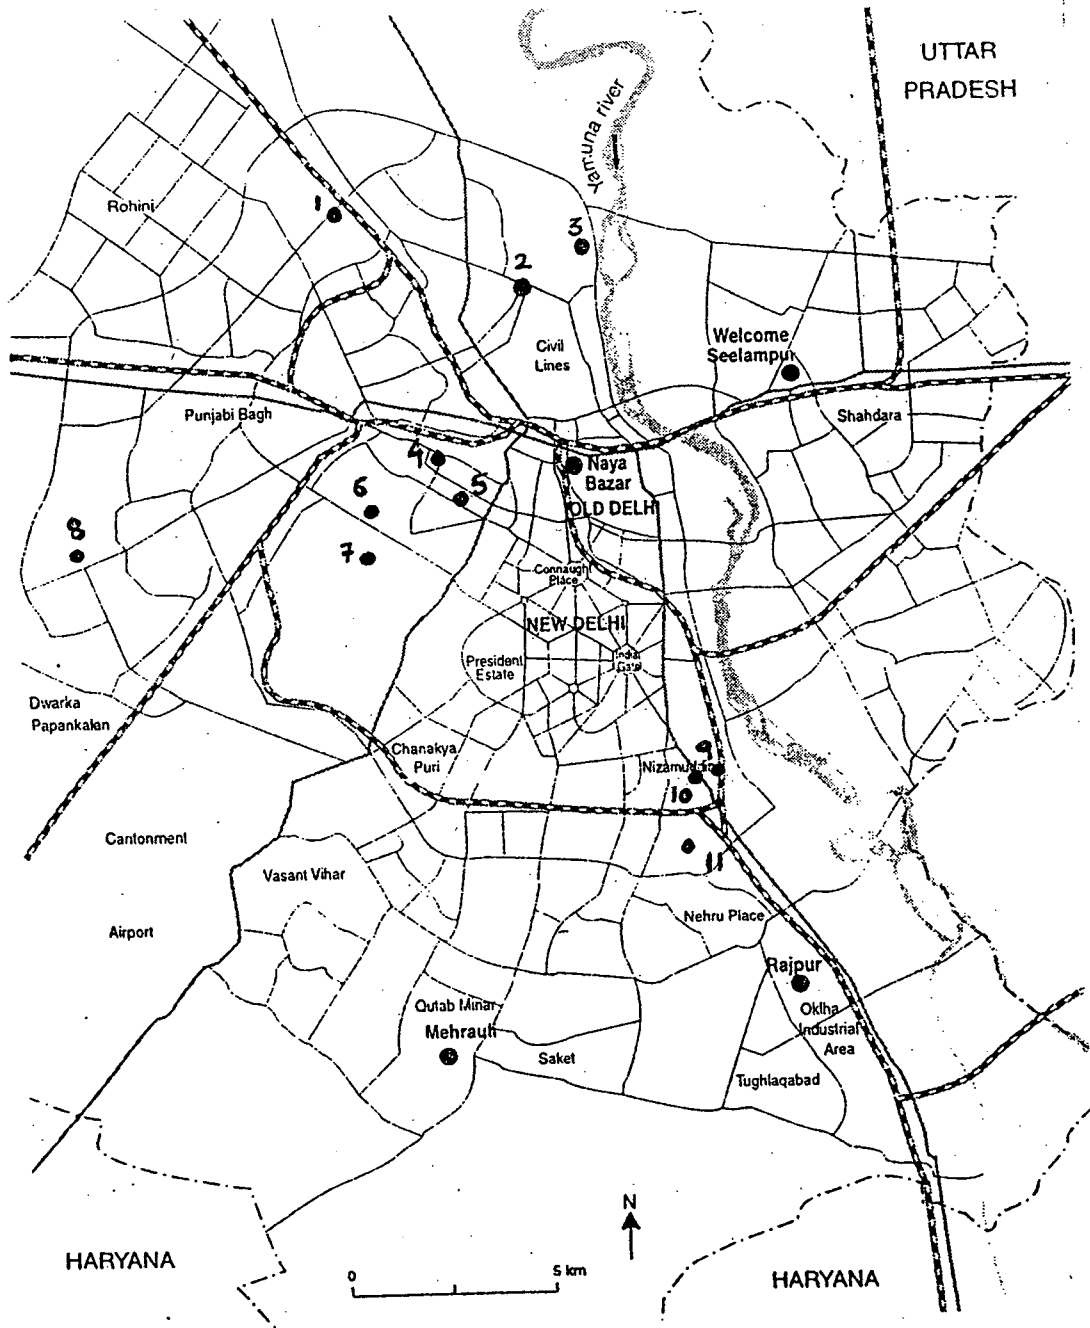 UTTAR
PRADESH
Yamuna river
Rohini
1
3
2
Welcome
Seelampur
Civil
Lines
Punjabi Bagh
Shahdara
4
Naya
Bazar
5
6
OLD DELHI
8
7
Connaught
Place
NEW DELHI
President
Estate
India
Gate
Dwarka
Papankalan
Chanakya
Puri
9
Nizamuddin
10
Cantonment
11
Vasant Vihar
Nehru Place
Airport
Rajpur
Qutab Minar
Mehrauli
Oklha
Industrial
Area
Saket
Tughlaqabad
N
HARYANA
0
5 km
HARYANA